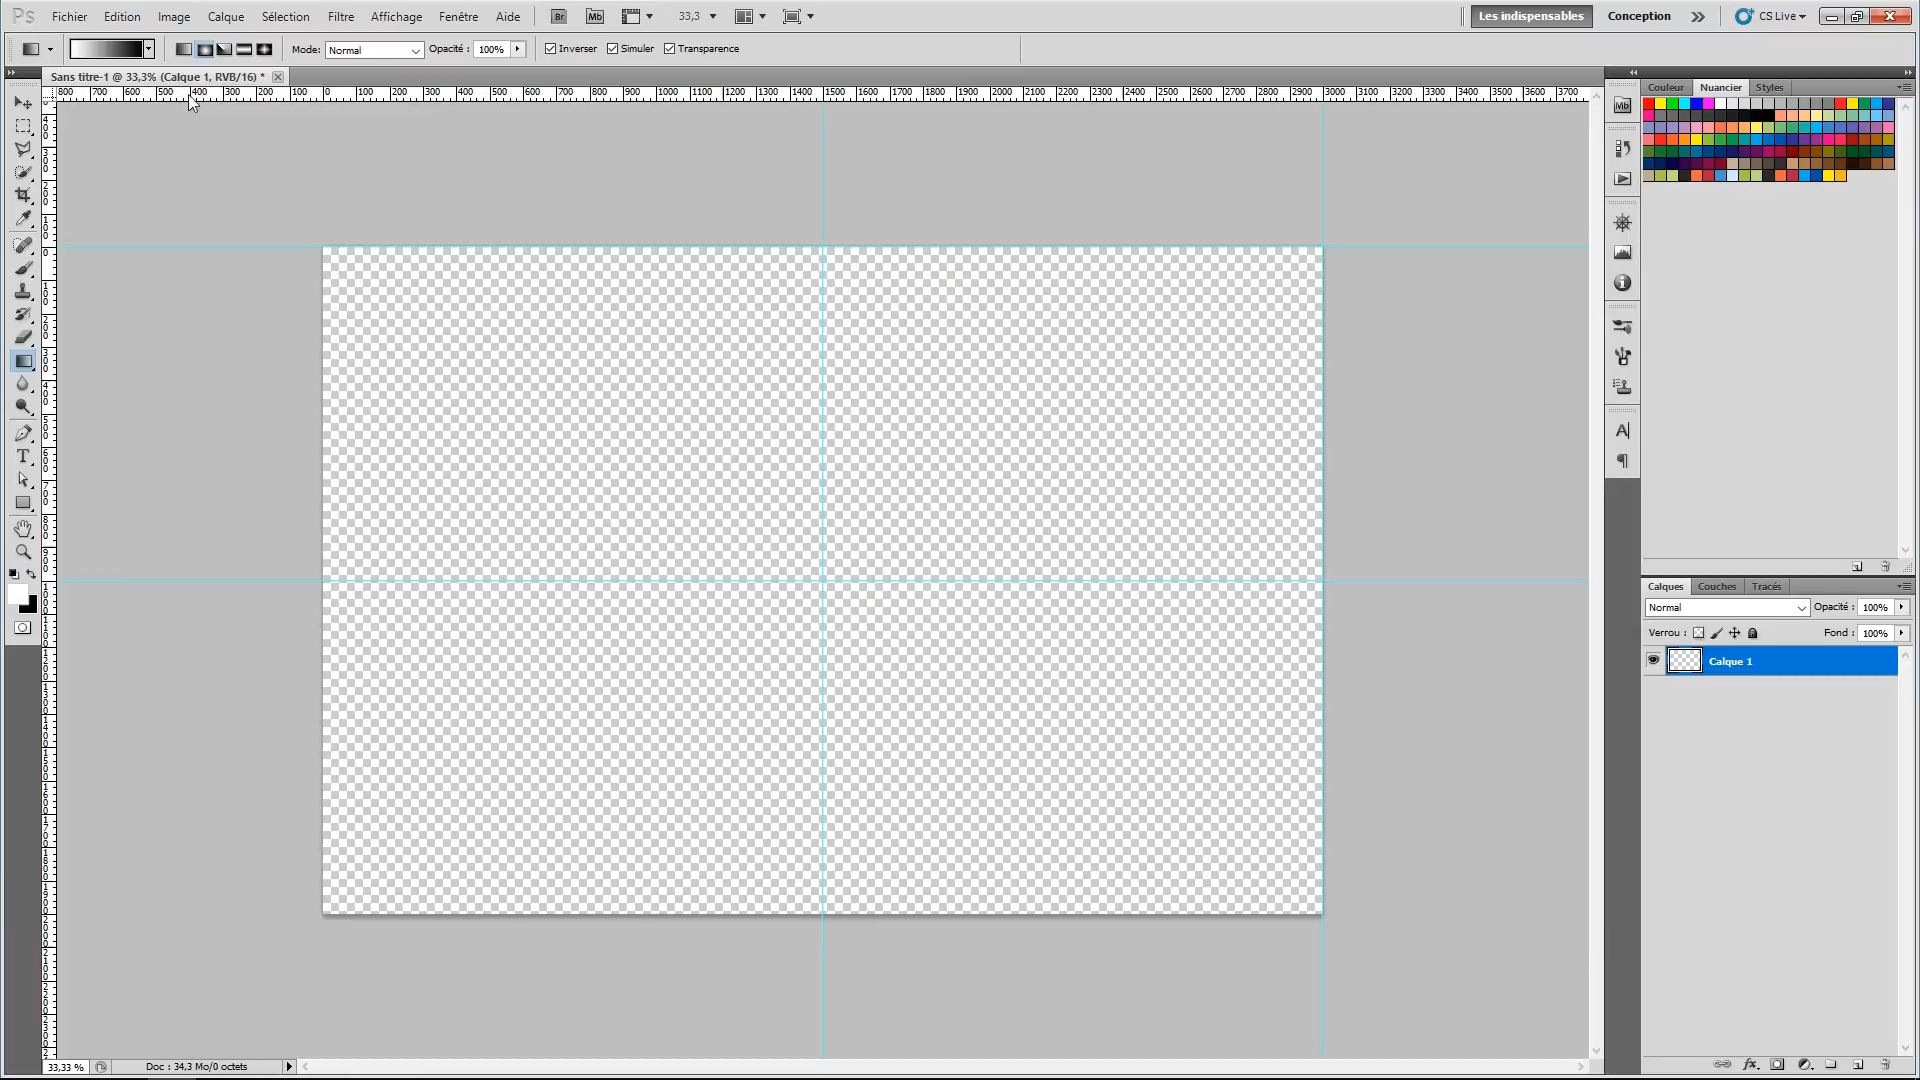 Ps Fichier Edition Image Calque Sélection Filtre Affichage Fenêtre Aide Br Mb 33,3 Les indispensables Conception CS Live
Mode: Normal Opacité : 100% Inverser Simuler Transparence
Sans titre-1 @ 33,3% (Calque 1, RVB/16) *
800 700 600 500 400 300 200 100 0 100 200 300 400 500 600 700 800 900 1000 1100 1200 1300 1400 1500 1600 1700 1800 1900 2000 2100 2200 2300 2400 2500 2600 2700 2800 2900 3000 3100 3200 3300 3400 3500 3600 3700
Couleur Nuancier Styles
Mb
A
T
Calques Couches Tracés
Normal Opacité : 100%
Verrou : Fond : 100%
Calque 1
fx
33,33 % Doc : 34,3 Mo/0 octets